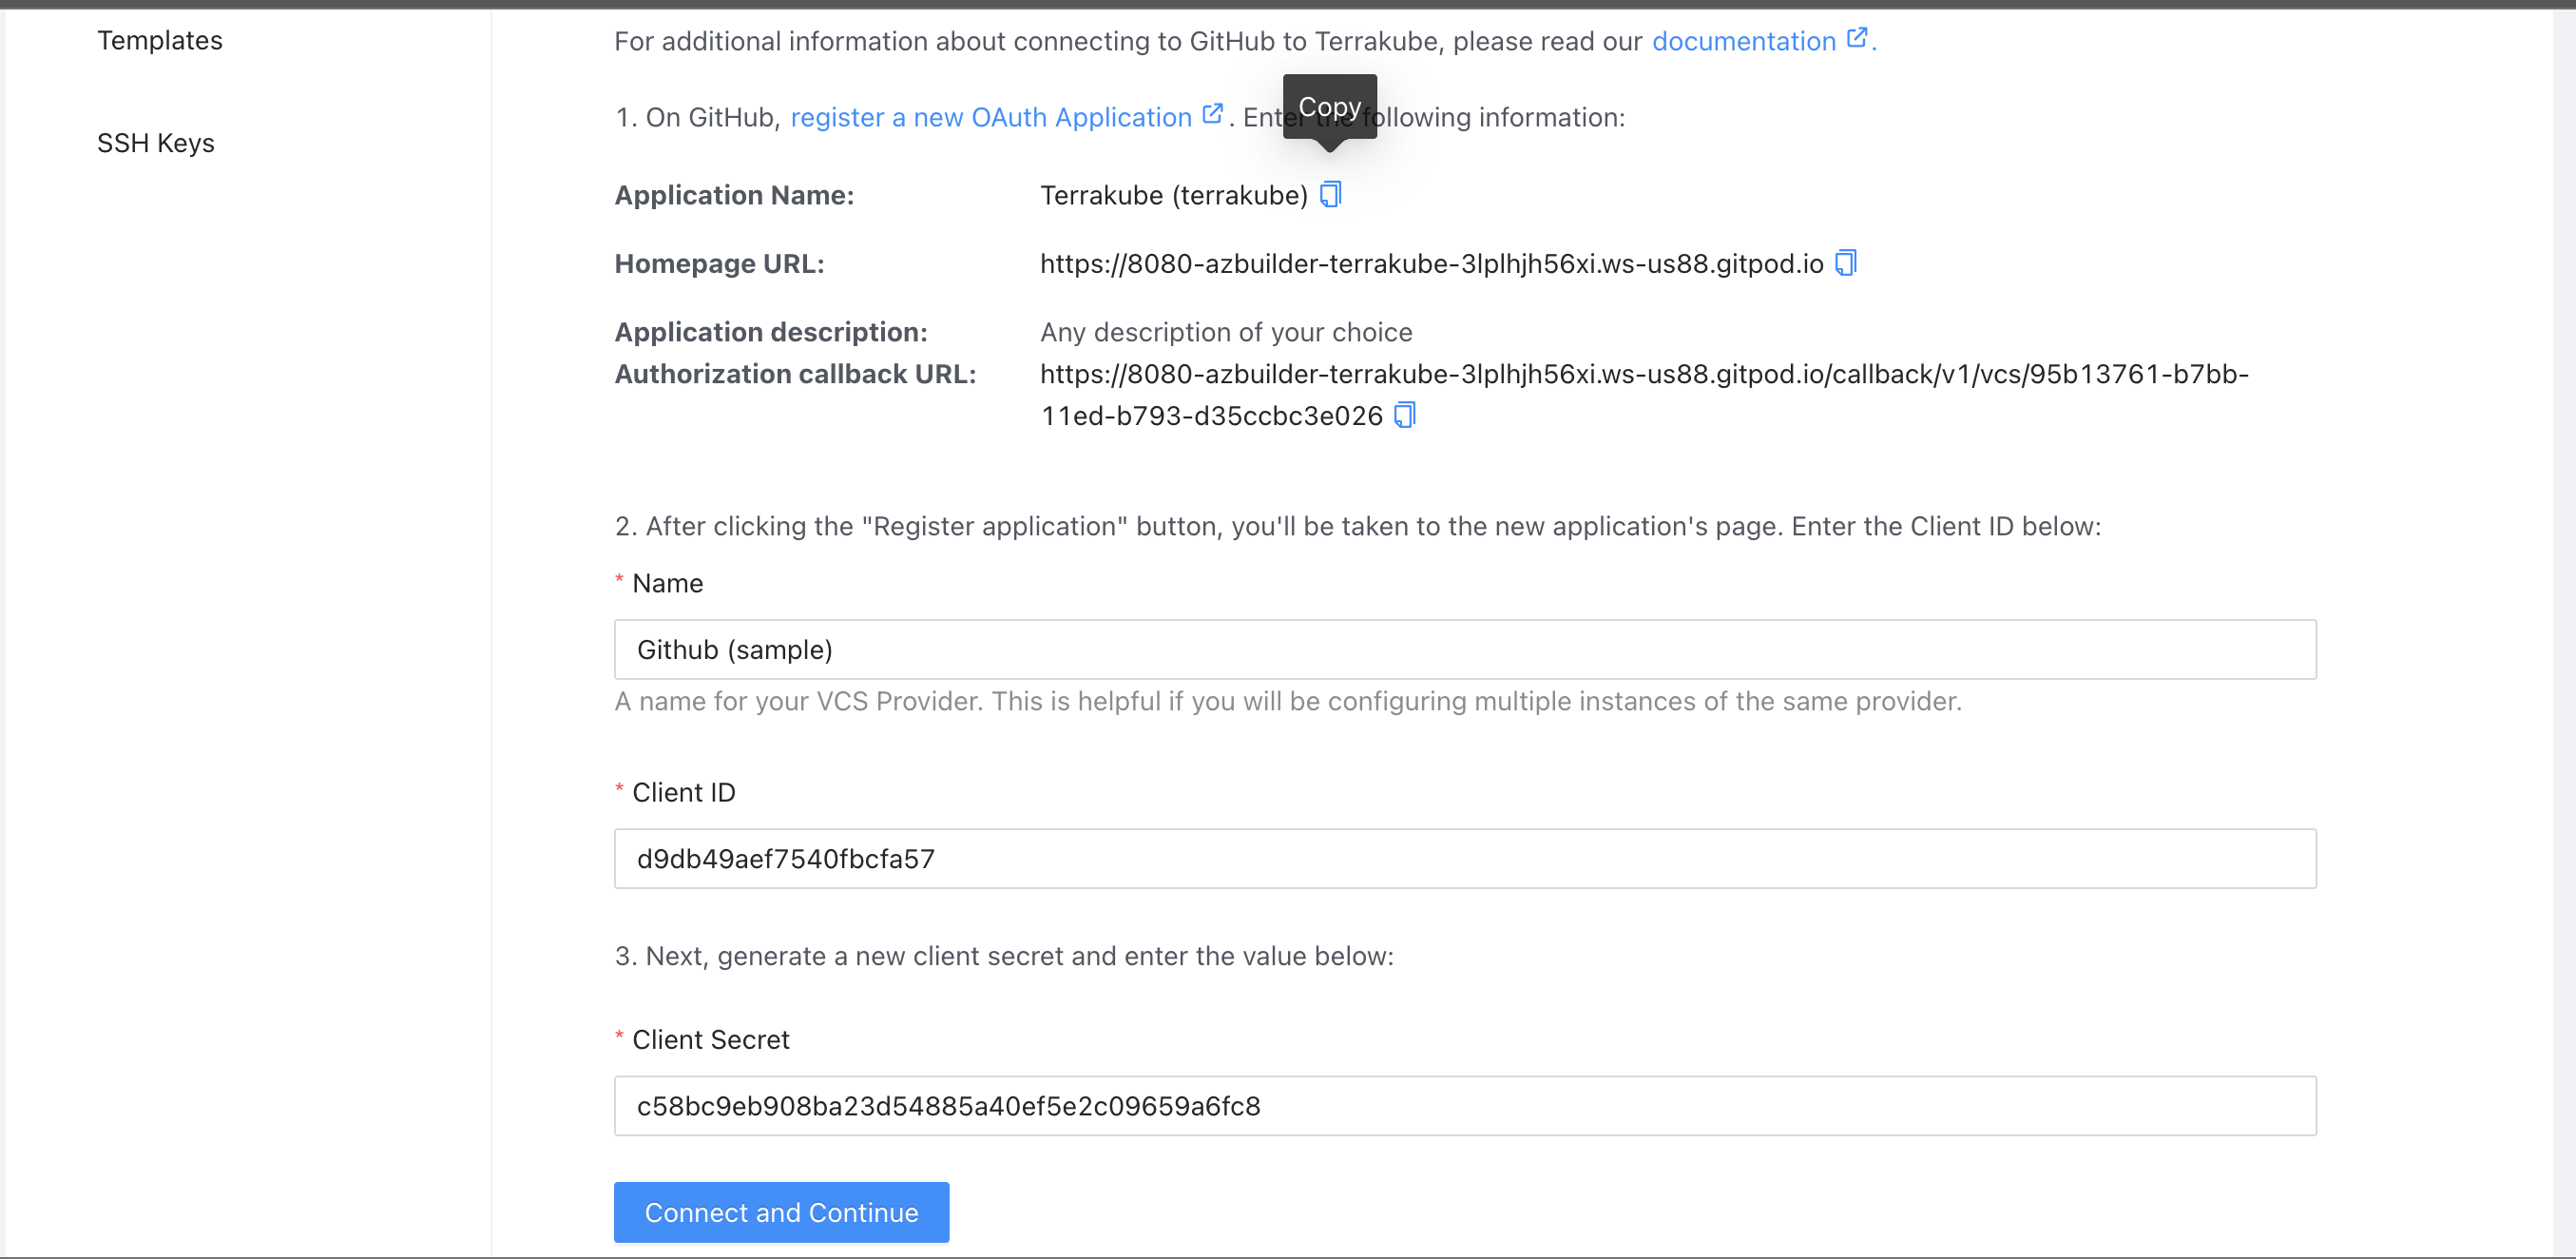 Templates
SSH Keys
For additional information about connecting to GitHub to Terrakube, please read our documentation.
Copy
1. On GitHub, register a new OAuth Application. Enter the following information:
Application Name: Terrakube (terrakube)
Homepage URL: https://8080-azbuilder-terrakube-3lplhjh56xi.ws-us88.gitpod.io
Application description: Any description of your choice
Authorization callback URL: https://8080-azbuilder-terrakube-3lplhjh56xi.ws-us88.gitpod.io/callback/v1/vcs/95b13761-b7bb-
11ed-b793-d35ccbc3e026
2. After clicking the "Register application" button, you'll be taken to the new application's page. Enter the Client ID below:
* Name
Github (sample)
A name for your VCS Provider. This is helpful if you will be configuring multiple instances of the same provider.
* Client ID
d9db49aef7540fbcfa57
3. Next, generate a new client secret and enter the value below:
* Client Secret
c58bc9eb908ba23d54885a40ef5e2c09659a6fc8
Connect and Continue